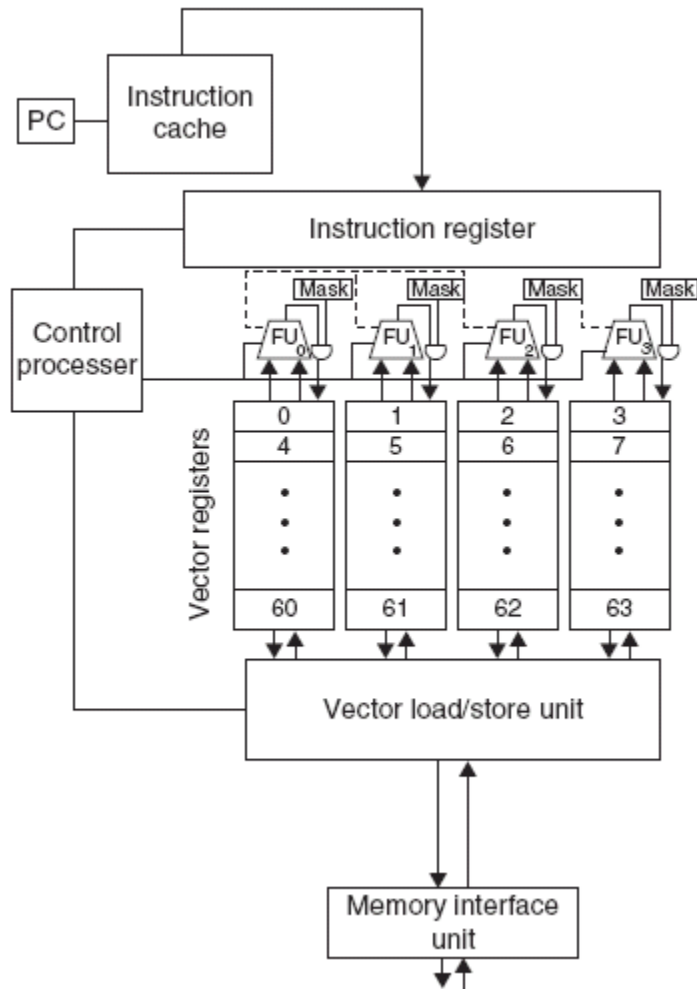 Instruction
cache
PC
Instruction register
Mask Mask Mask Mask
Control
processer
FU0 FU1 FU2 FU3
Vector registers
0 1 2 3
4 5 6 7
60 61 62 63
Vector load/store unit
Memory interface
unit